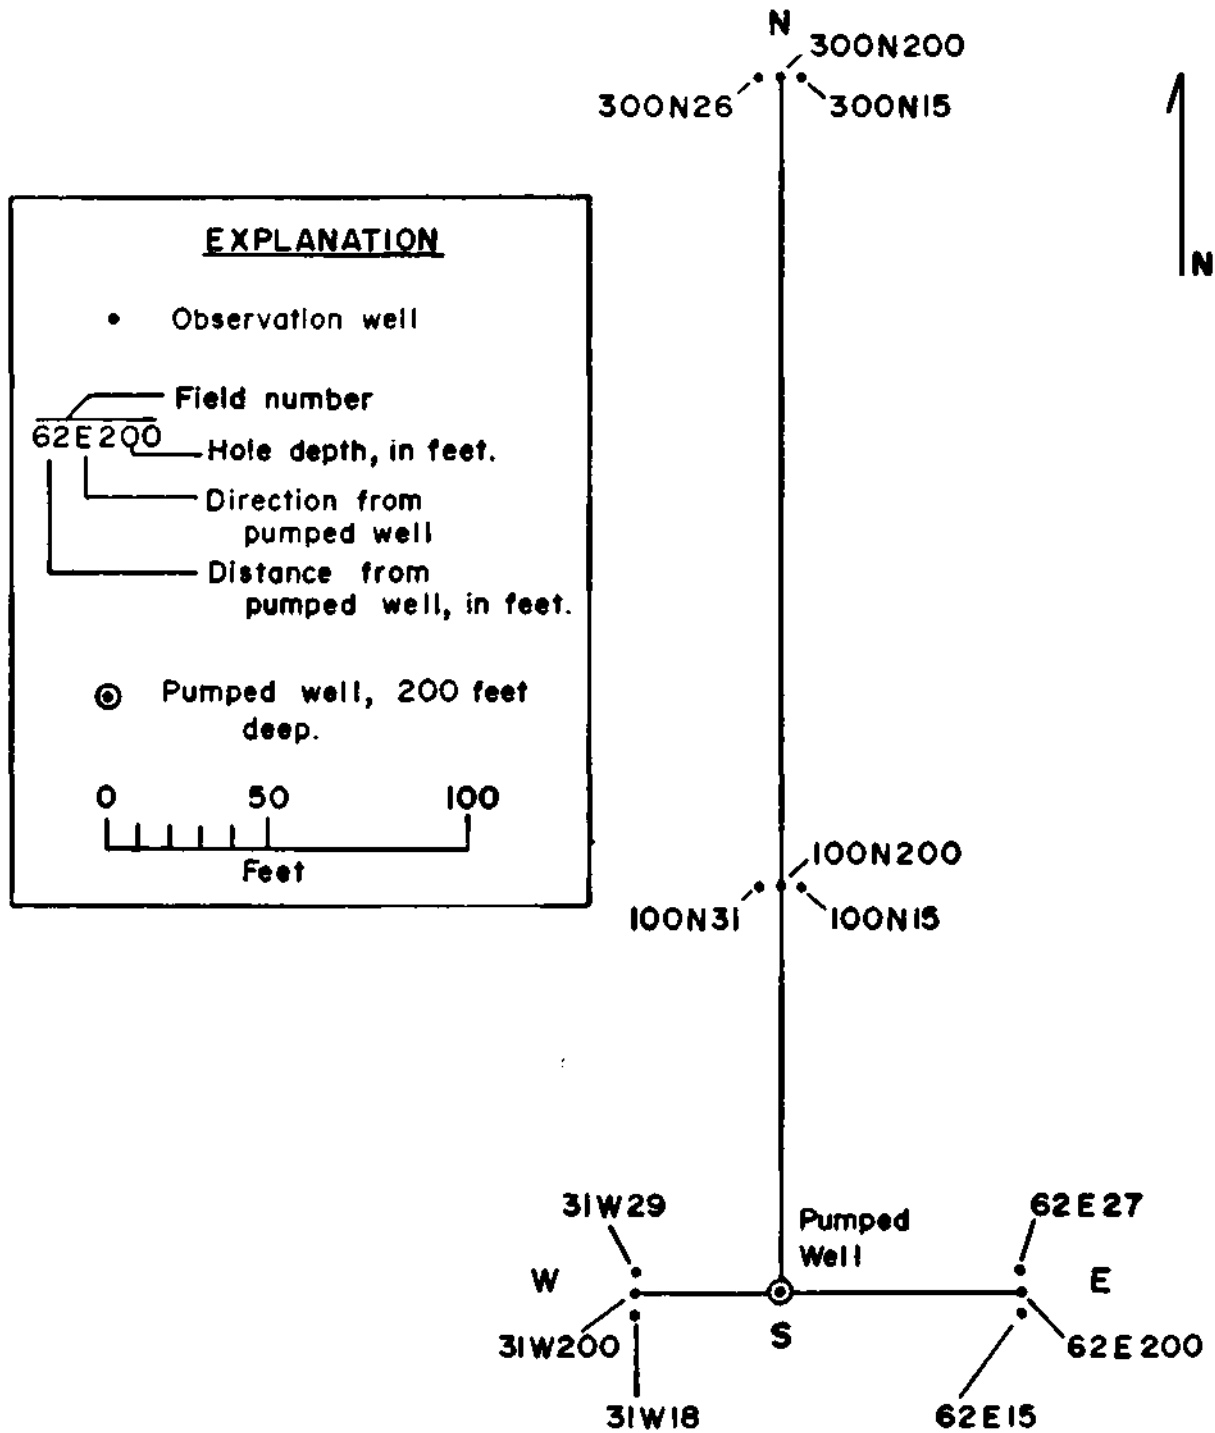 N
300N200
300N26
300N15
N
EXPLANATION
Observation well
Field number
62E200
Hole depth, in feet.
Direction from
pumped well
Distance from
pumped well, in feet.
Pumped well, 200 feet
deep.
0 50 100
Feet
100N200
100N31
100N15
31W29
Pumped
Well
62E27
W
E
S
31W200
62E200
31W18
62E15